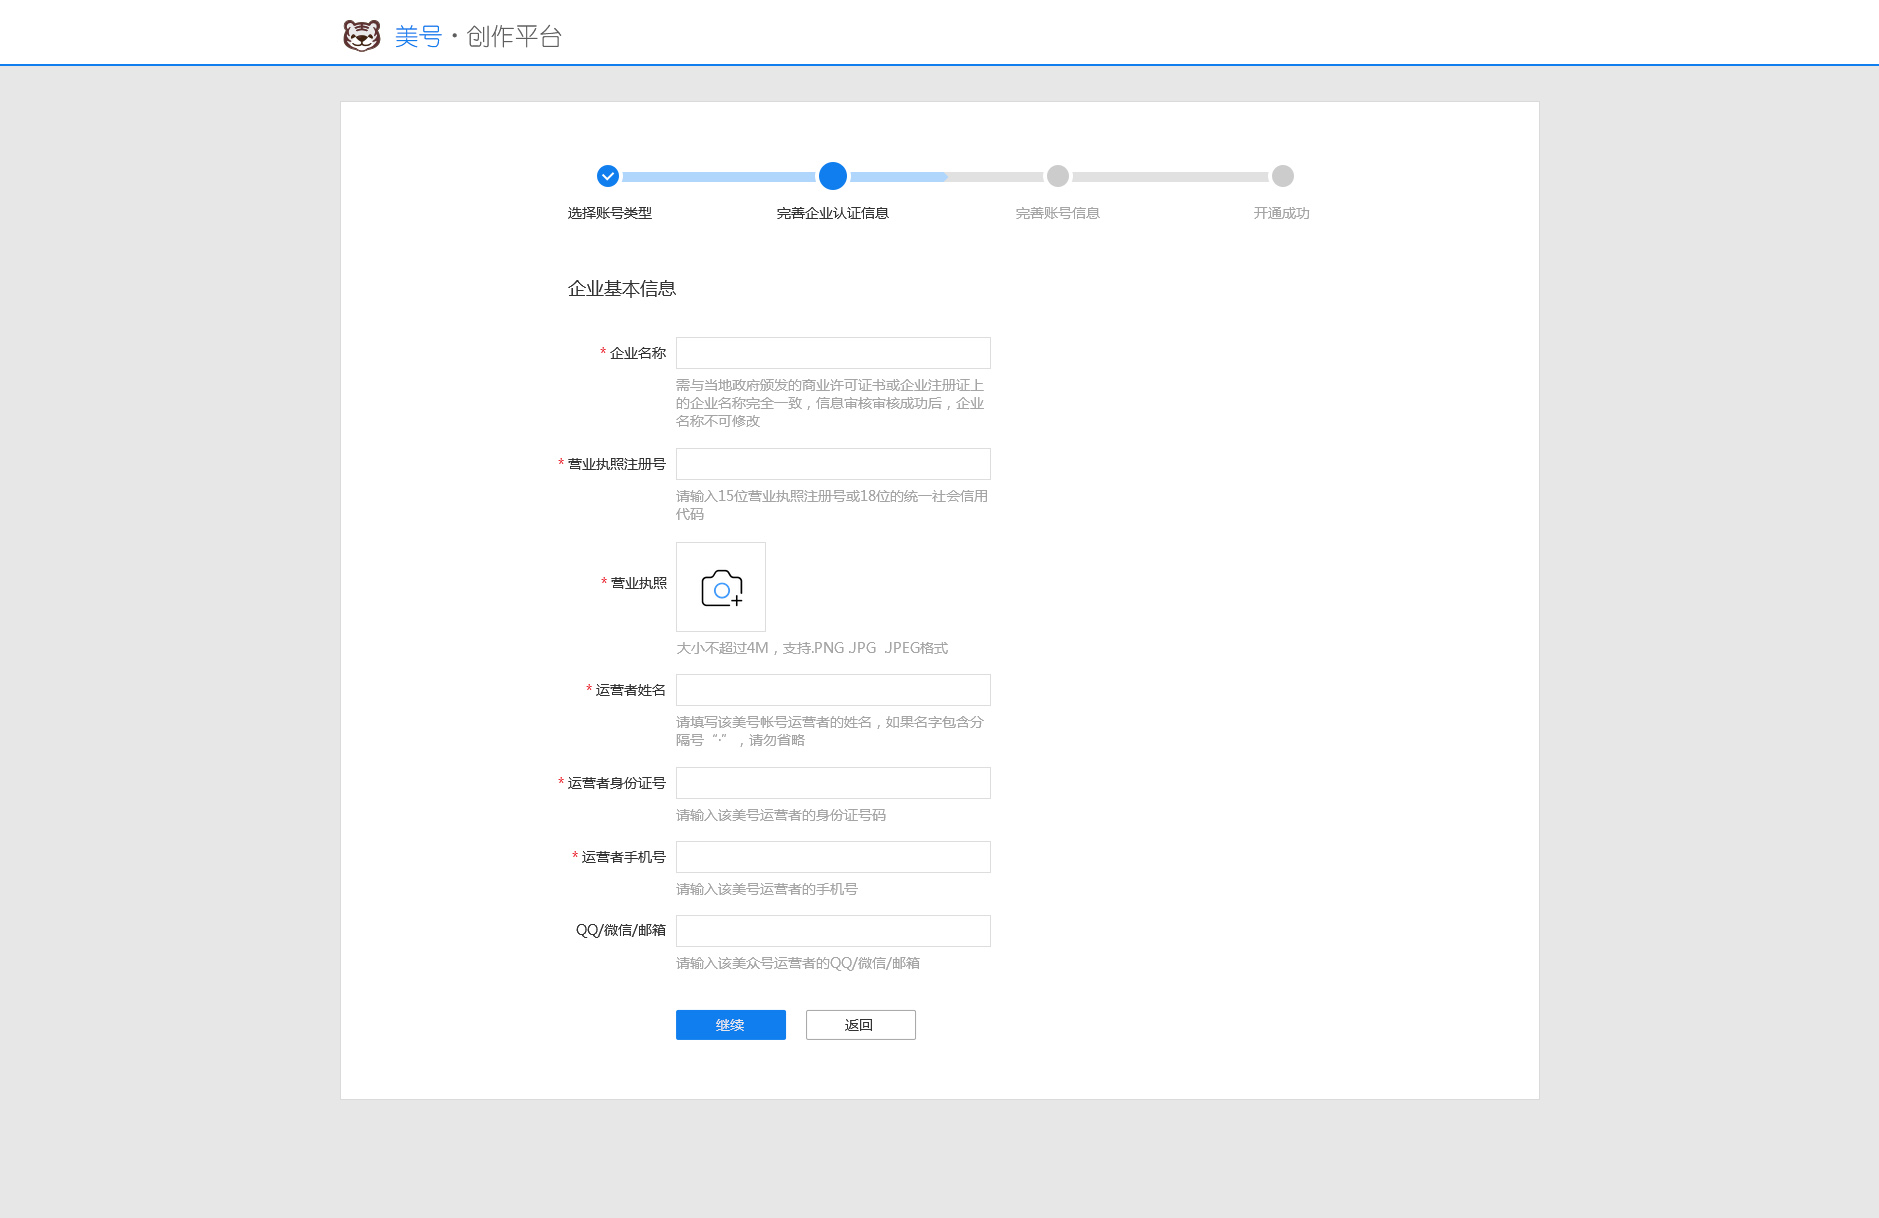 美号·创作平台
选择账号类型
完善企业认证信息
完善账号信息
开通成功
企业基本信息
* 企业名称
需与当地政府颁发的商业许可证书或企业注册证上
的企业名称完全一致，信息审核审核成功后，企业
名称不可修改
* 营业执照注册号
请输入15位营业执照注册号或18位的统一社会信用
代码
* 营业执照
大小不超过4M，支持.PNG .JPG .JPEG格式
* 运营者姓名
请填写该美号帐号运营者的姓名，如果名字包含分
隔号“·”，请勿省略
* 运营者身份证号
请输入该美号运营者的身份证号码
* 运营者手机号
请输入该美号运营者的手机号
QQ/微信/邮箱
请输入该美众号运营者的QQ/微信/邮箱
继续
返回